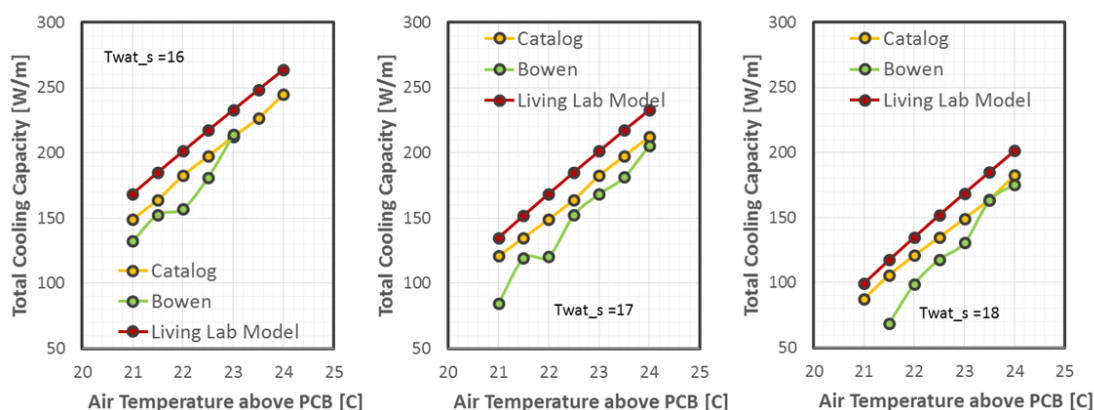 Total Cooling Capacity [W/m]
300
250
200
150
100
50
Twat_s =16
Catalog
Bowen
Living Lab Model
20 21 22 23 24 25
Air Temperature above PCB [C]
Total Cooling Capacity [W/m]
300
250
200
150
100
50
Catalog
Bowen
Living Lab Model
Twat_s =17
20 21 22 23 24 25
Air Temperature above PCB [C]
Total Cooling Capacity [W/m]
300
250
200
150
100
50
Catalog
Bowen
Living Lab Model
Twat_s =18
20 21 22 23 24 25
Air Temperature above PCB [C]